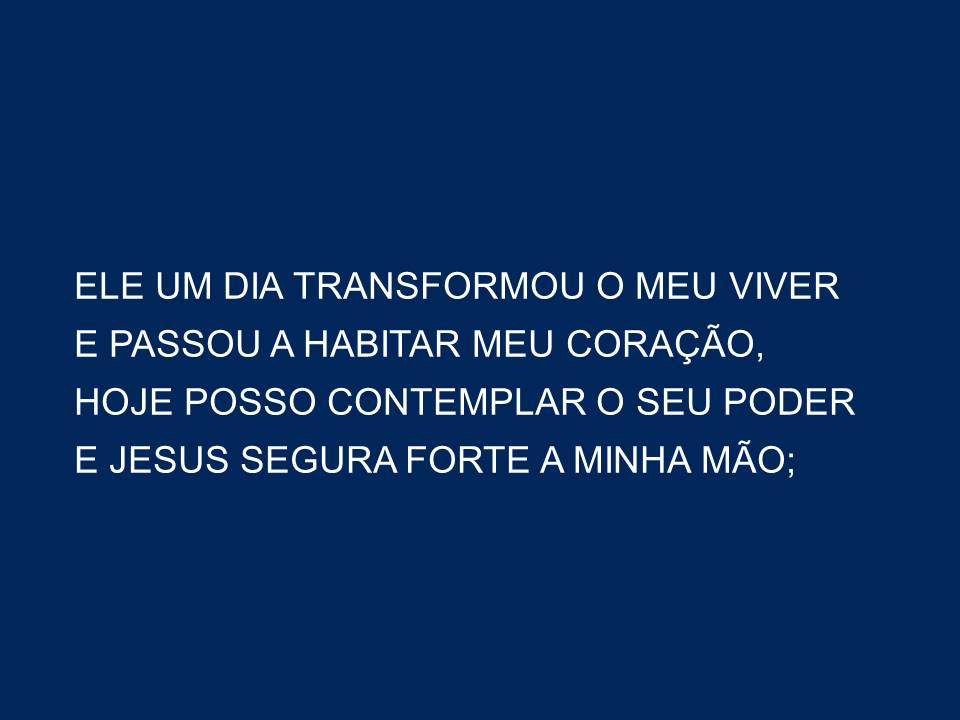 ELE UM DIA TRANSFORMOU O MEU VIVER
E PASSOU A HABITAR MEU CORAÇÃO,
HOJE POSSO CONTEMPLAR O SEU PODER
E JESUS SEGURA FORTE A MINHA MÃO;